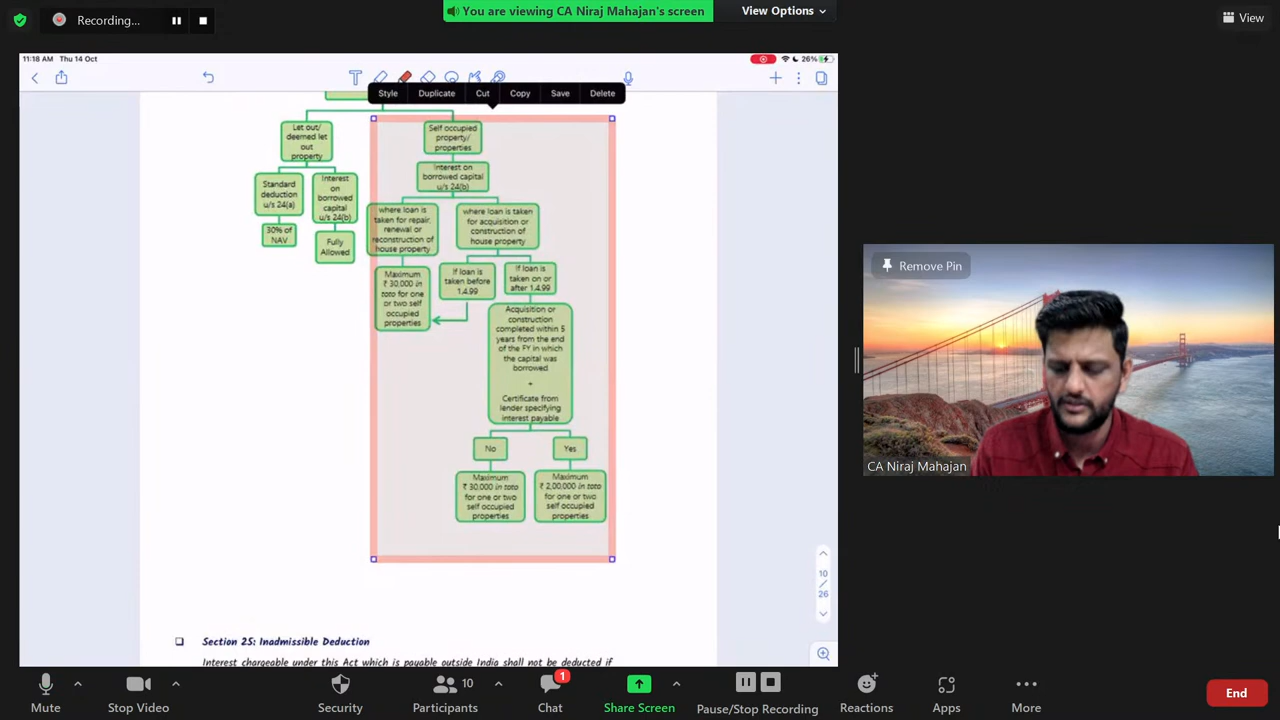 Recording...
You are viewing CA Niraj Mahajan's screen
View Options
View
11:18 AM Thu 14 Oct
26%
T
Style
Duplicate
Cut
Copy
Save
Delete
Let out/
deemed let
out
property
Self occupied
property/
properties
Standard
deduction
u/s 24(a)
Interest
on
borrowed
capital
u/s 24(b)
Interest on
borrowed capital
u/s 24(b)
30% of
NAV
Fully
Allowed
where loan is
taken for repair,
renewal or
reconstruction of
house property
where loan is taken
for acquisition or
construction of
house property
Maximum
₹ 30,000 in
toto for one
or two self
occupied
properties
If loan is
taken before
1.4.99
If loan is
taken on or
after 1.4.99
Acquisition or
construction
completed within 5
years from the end
of the FY in which
the capital was
borrowed
+
Certificate from
lender specifying
interest payable
No
Yes
Maximum
₹ 30,000 in toto
for one or two
self occupied
properties
Maximum
₹ 2,00,000 in toto
for one or two
self occupied
properties
10
/
26
Section 25: Inadmissible Deduction
Interest chargeable under this Act which is payable outside India shall not be deducted if
Remove Pin
CA Niraj Mahajan
Mute
Stop Video
Security
10
Participants
1
Chat
Share Screen
Pause/Stop Recording
Reactions
Apps
More
End